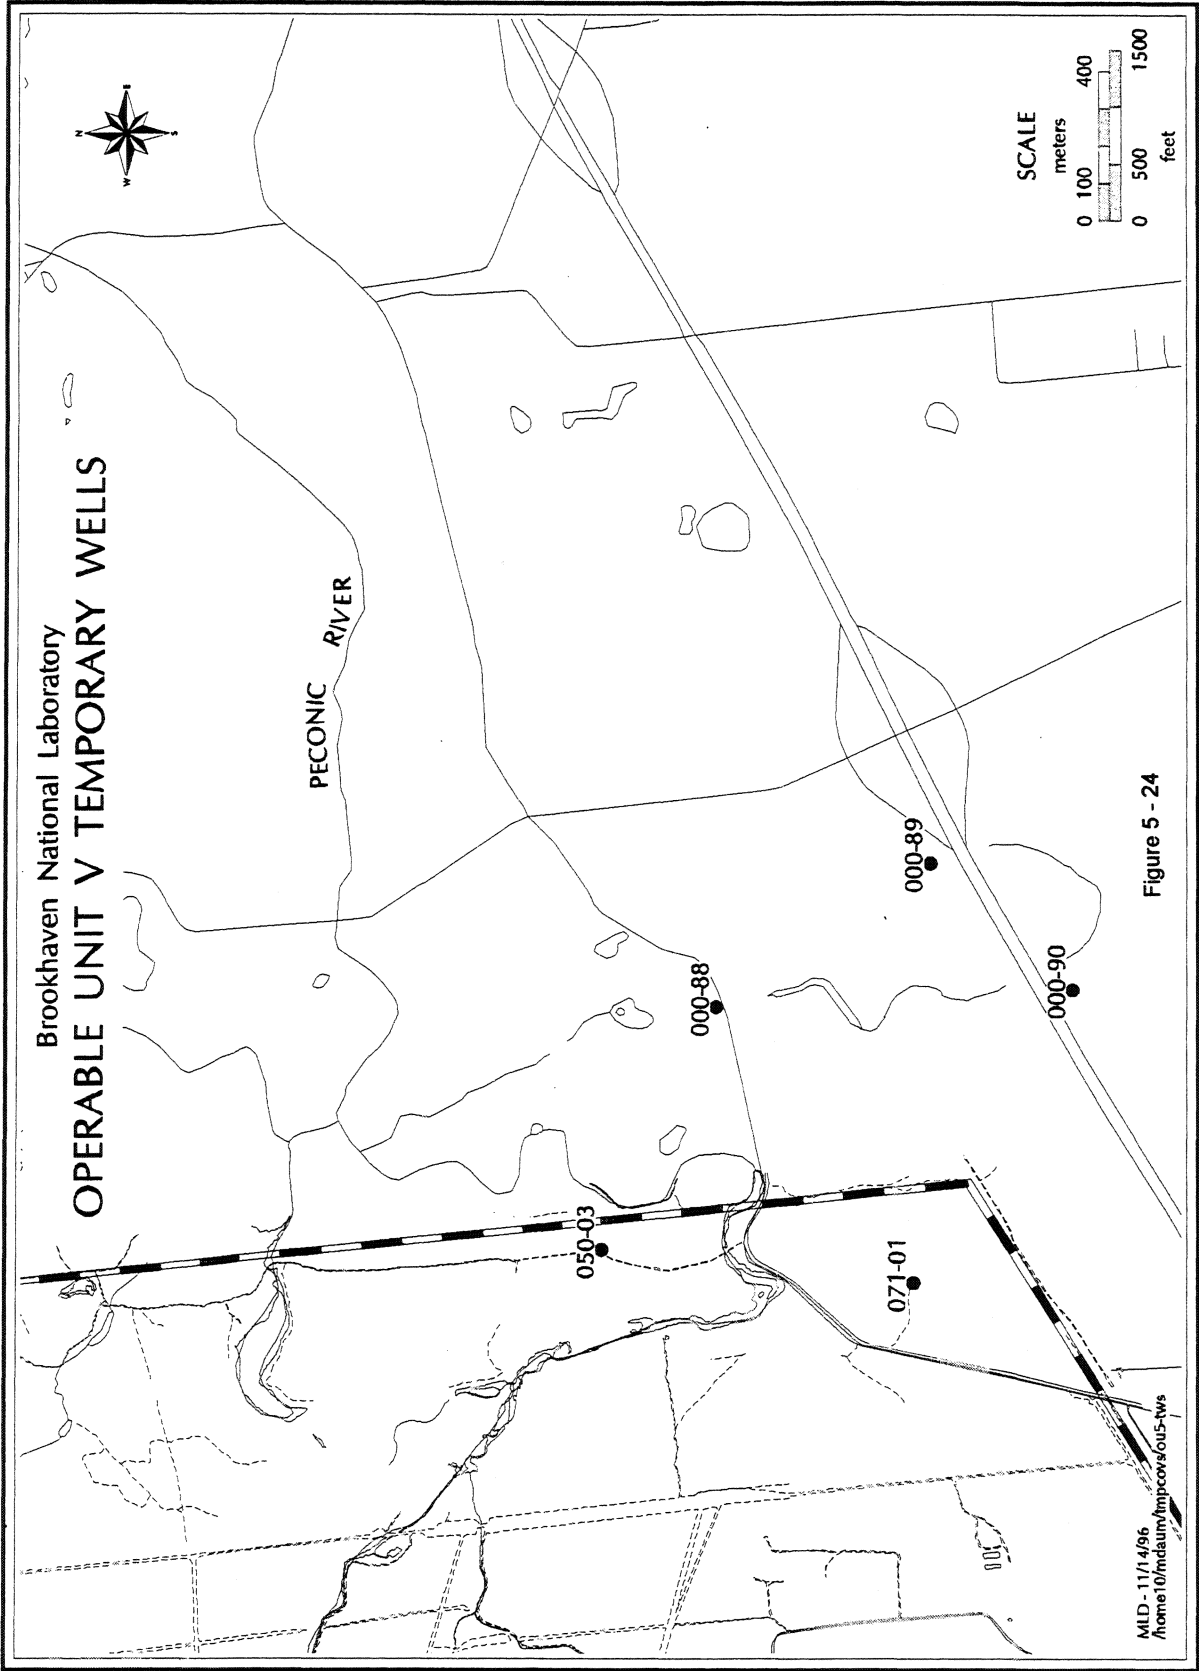 Brookhaven National Laboratory
OPERABLE UNIT V TEMPORARY WELLS
N
W
E
S
PECONIC
RIVER
050-03
000-88
071-01
000-89
000-90
SCALE
meters
0 100 400
0 500 1500
feet
Figure 5 - 24
MLD - 11/14/96
/home10/mdaum/tmpcovs/ou5-tws